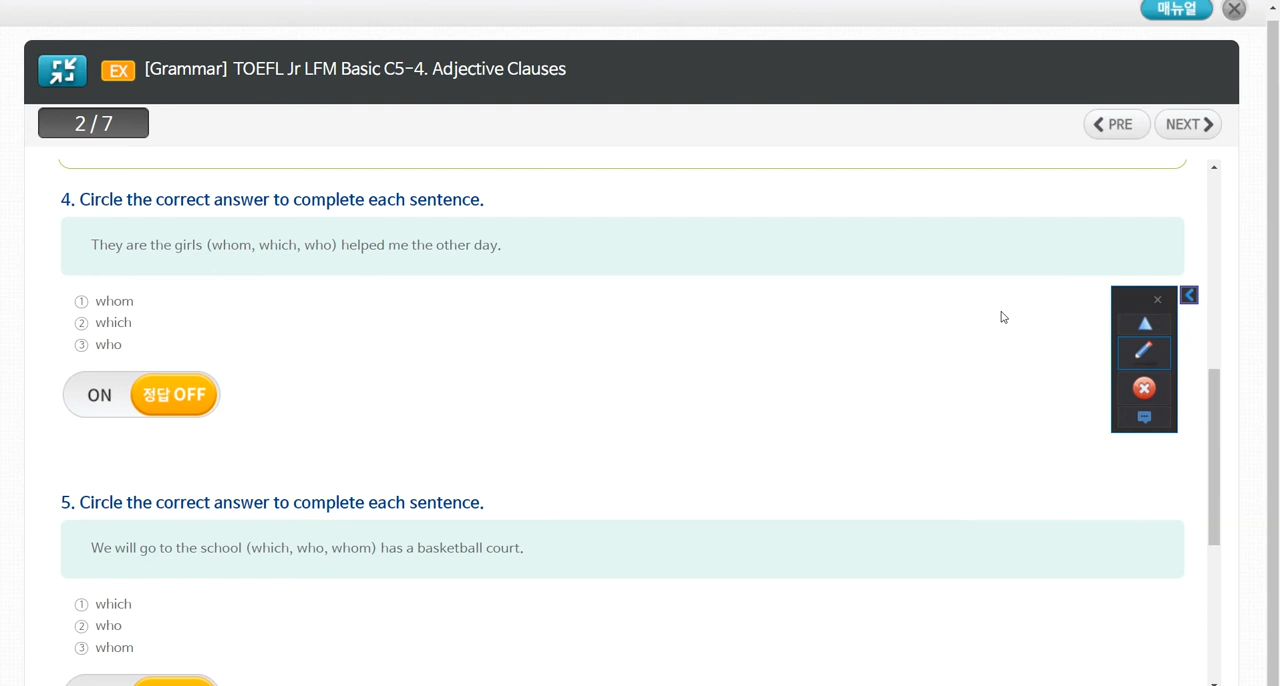 매뉴얼
EX [Grammar] TOEFL Jr LFM Basic C5-4. Adjective Clauses
2 / 7
PRE
NEXT
4. Circle the correct answer to complete each sentence.
They are the girls (whom, which, who) helped me the other day.
① whom
② which
③ who
ON 정답 OFF
5. Circle the correct answer to complete each sentence.
We will go to the school (which, who, whom) has a basketball court.
① which
② who
③ whom